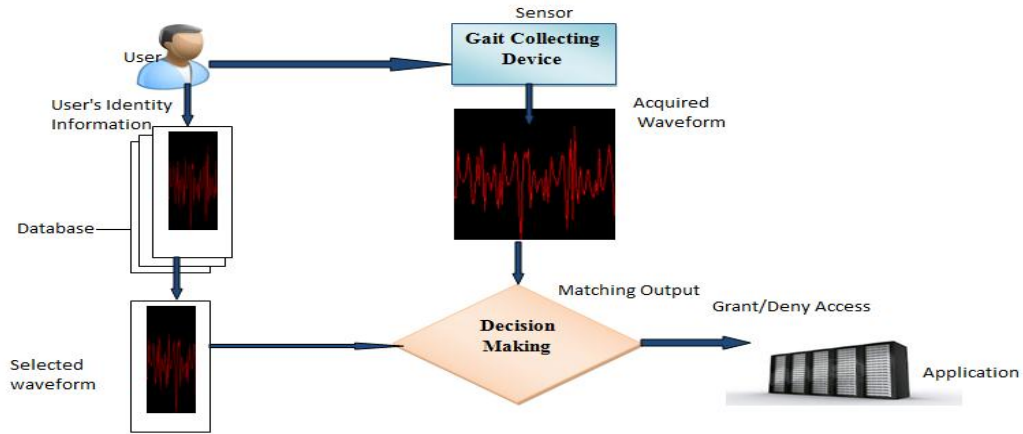 Sensor
Gait Collecting
Device
User
User's Identity
Information
Acquired
Waveform
Database
Matching Output
Grant/Deny Access
Decision
Making
Selected
waveform
Application